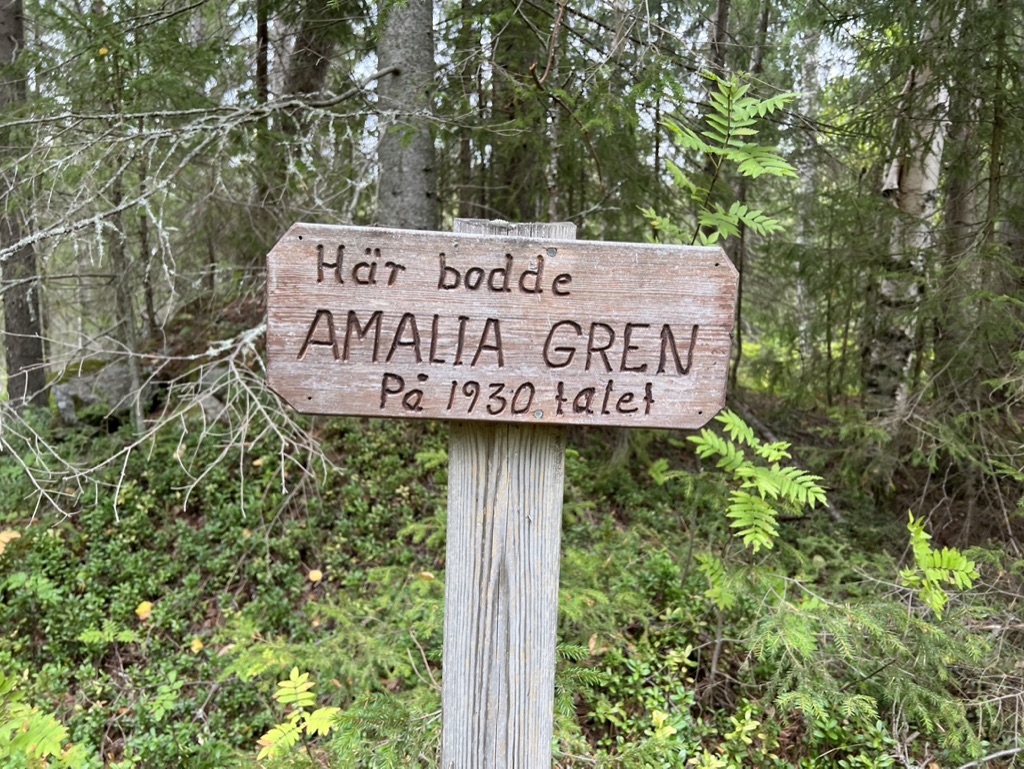 Här bodde
AMALIA GREN
På 1930 talet